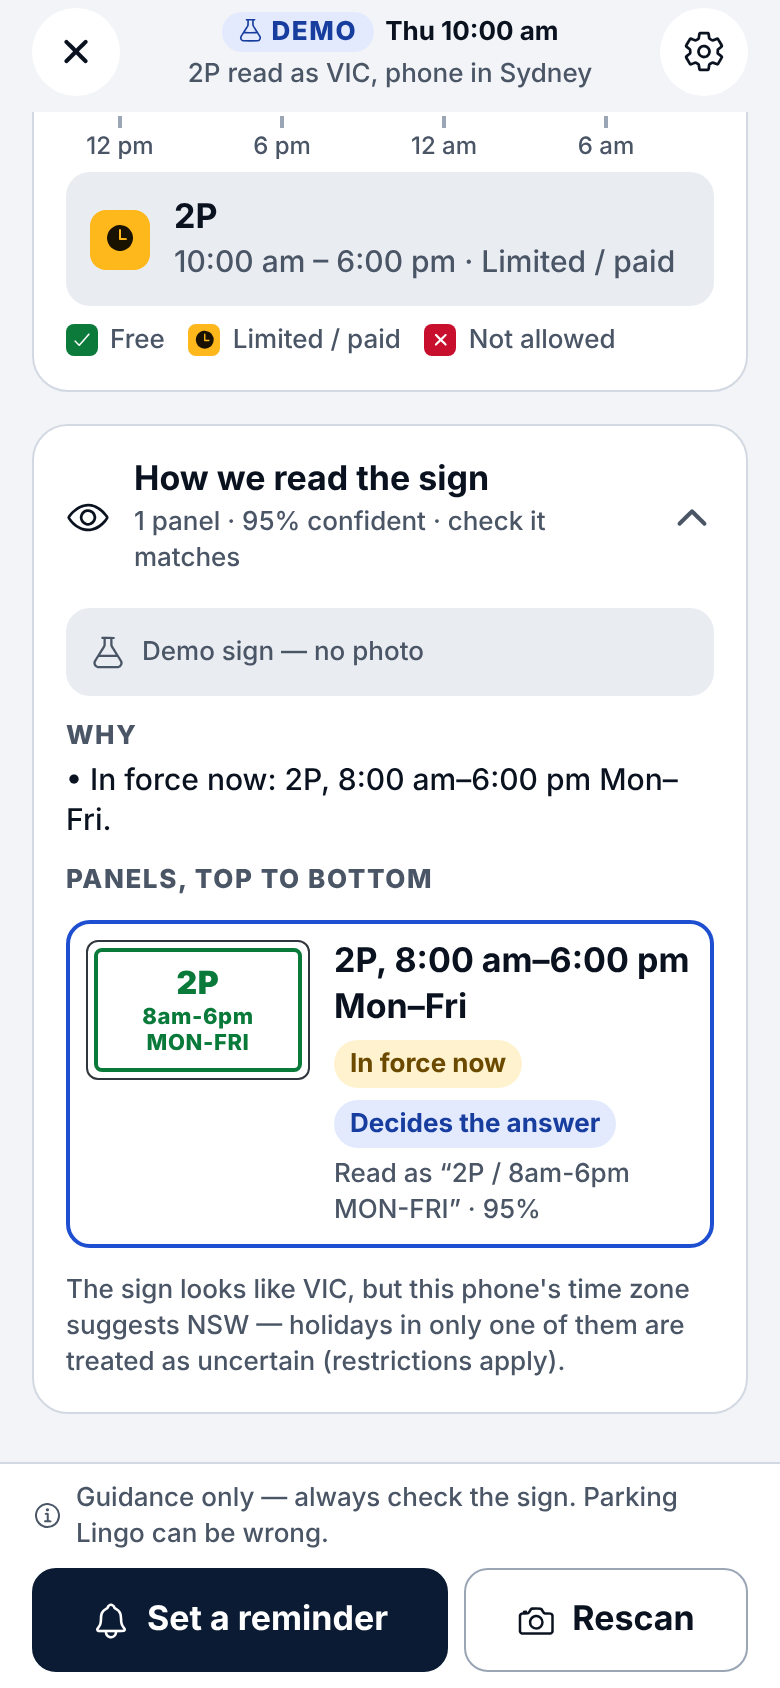 DEMO Thu 10:00 am
2P read as VIC, phone in Sydney
12 pm 6 pm 12 am 6 am
2P
10:00 am – 6:00 pm · Limited / paid
Free Limited / paid Not allowed
How we read the sign
1 panel · 95% confident · check it
matches
Demo sign — no photo
WHY
• In force now: 2P, 8:00 am–6:00 pm Mon–
Fri.
PANELS, TOP TO BOTTOM
2P
8am-6pm
MON-FRI
2P, 8:00 am–6:00 pm
Mon–Fri
In force now
Decides the answer
Read as “2P / 8am-6pm
MON-FRI” · 95%
The sign looks like VIC, but this phone's time zone
suggests NSW — holidays in only one of them are
treated as uncertain (restrictions apply).
Guidance only — always check the sign. Parking
Lingo can be wrong.
Set a reminder
Rescan